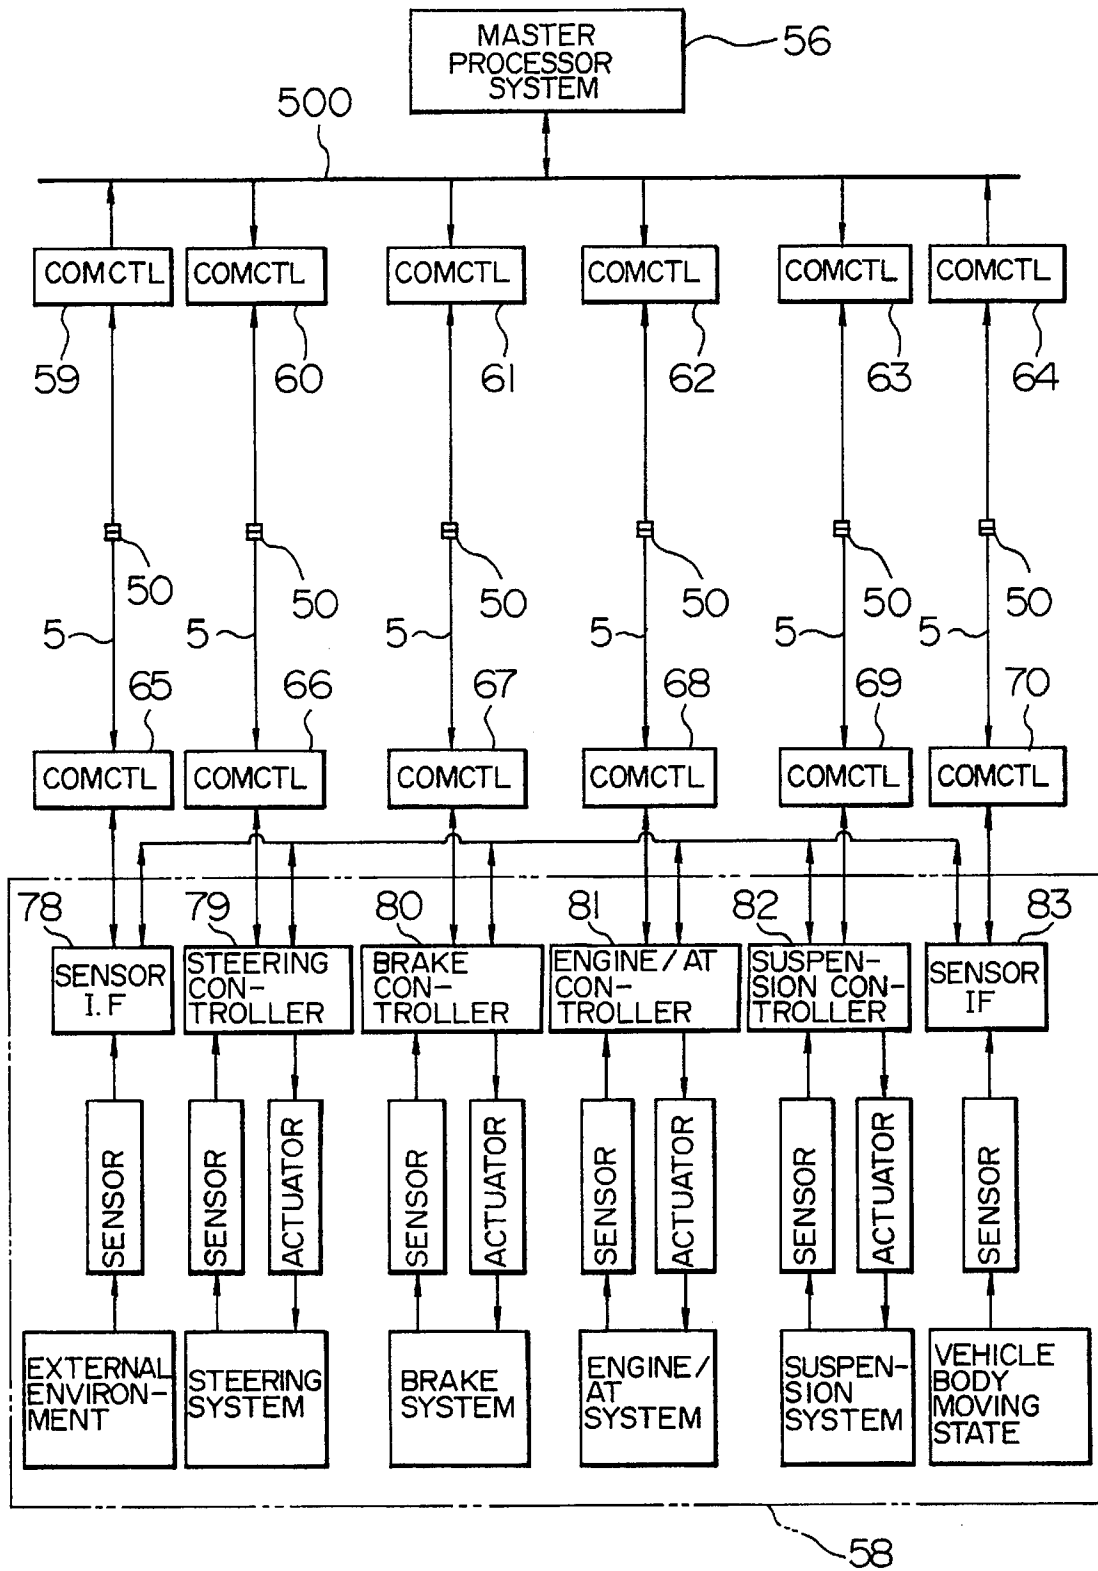 MASTER
PROCESSOR
SYSTEM
56
500
COMCTL COMCTL COMCTL COMCTL COMCTL COMCTL
59 60 61 62 63 64
50 50 50 50 50 50
5 5 5 5 5 5
65 66 67 68 69 70
COMCTL COMCTL COMCTL COMCTL COMCTL COMCTL
78 79 80 81 82 83
SENSOR
I.F
STEERING
CON-
TROLLER
BRAKE
CON-
TROLLER
ENGINE/AT
CON-
TROLLER
SUSPEN-
SION CON-
TROLLER
SENSOR
IF
SENSOR
SENSOR
ACTUATOR
SENSOR
ACTUATOR
SENSOR
ACTUATOR
SENSOR
ACTUATOR
SENSOR
EXTERNAL
ENVIRON-
MENT
STEERING
SYSTEM
BRAKE
SYSTEM
ENGINE/
AT
SYSTEM
SUSPEN-
SION
SYSTEM
VEHICLE
BODY
MOVING
STATE
58